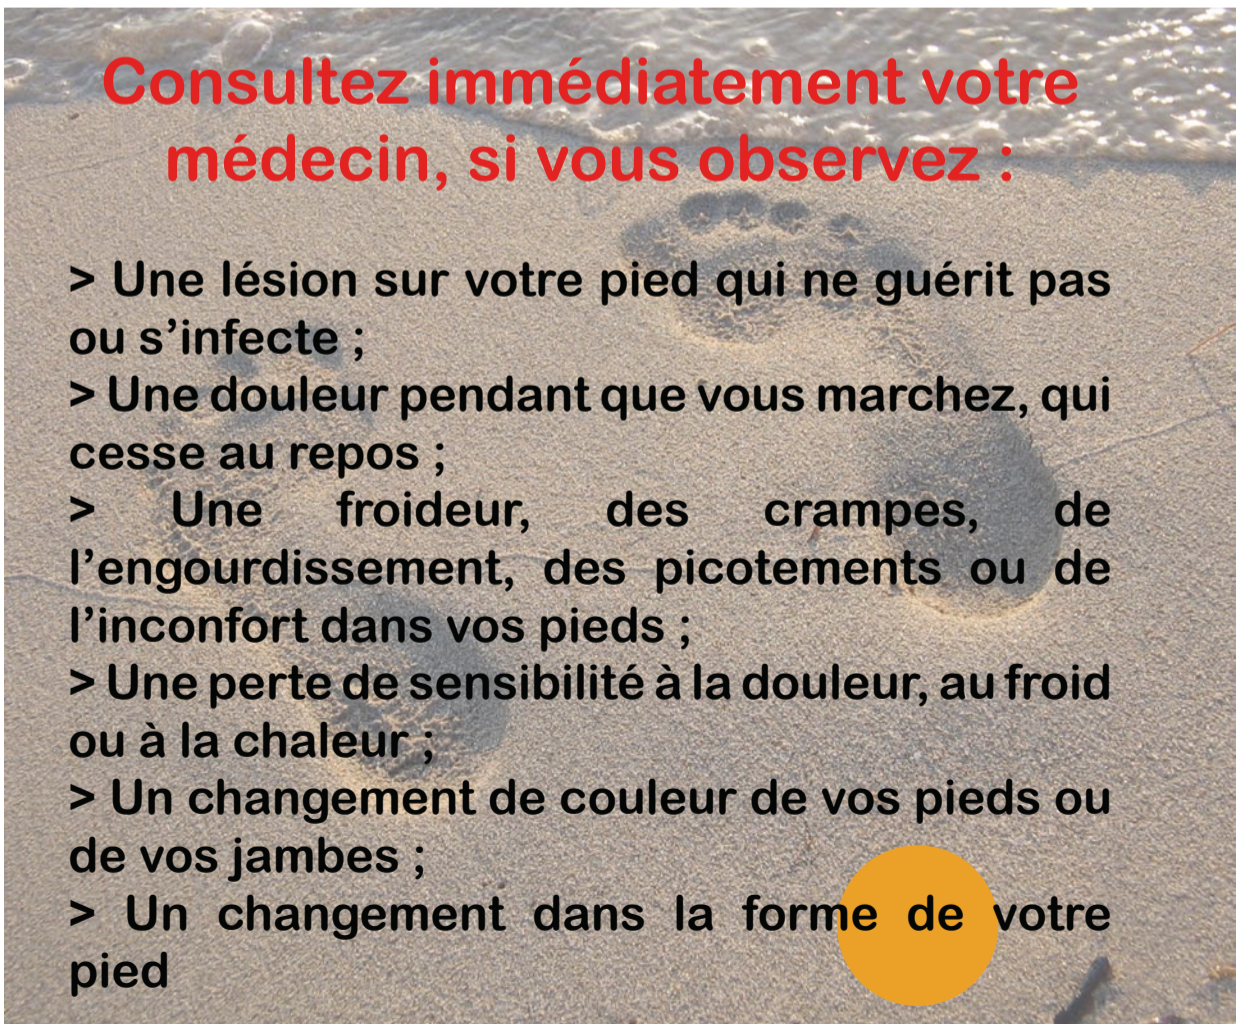 Consultez immédiatement votre
médecin, si vous observez :
> Une lésion sur votre pied qui ne guérit pas
ou s’infecte ;
> Une douleur pendant que vous marchez, qui
cesse au repos ;
> Une froideur, des crampes, de
l’engourdissement, des picotements ou de
l’inconfort dans vos pieds ;
> Une perte de sensibilité à la douleur, au froid
ou à la chaleur ;
> Un changement de couleur de vos pieds ou
de vos jambes ;
> Un changement dans la forme de votre
pied